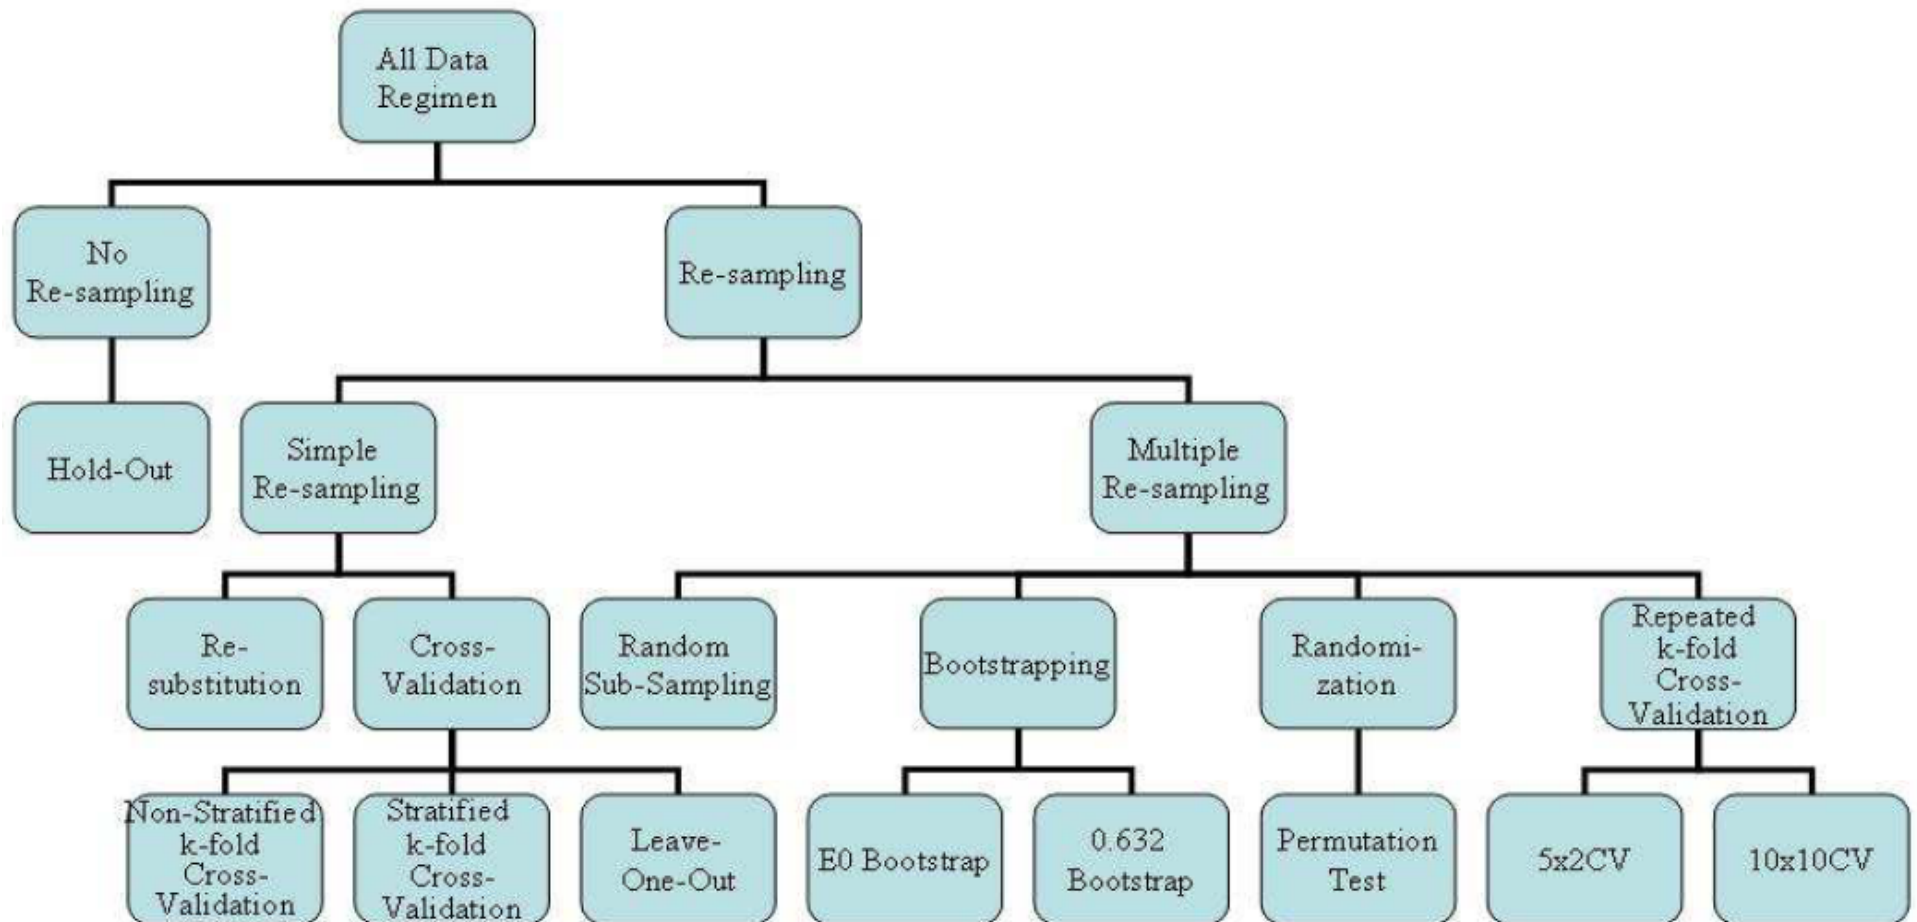 All Data
Regimen
No
Re-sampling
Re-sampling
Hold-Out
Simple
Re-sampling
Multiple
Re-sampling
Re-
substitution
Cross-
Validation
Random
Sub-Sampling
Bootstrapping
Randomi-
zation
Repeated
k-fold
Cross-
Validation
Non-Stratified
k-fold
Cross-
Validation
Stratified
k-fold
Cross-
Validation
Leave-
One-Out
E0 Bootstrap
0.632
Bootstrap
Permutation
Test
5x2CV
10x10CV